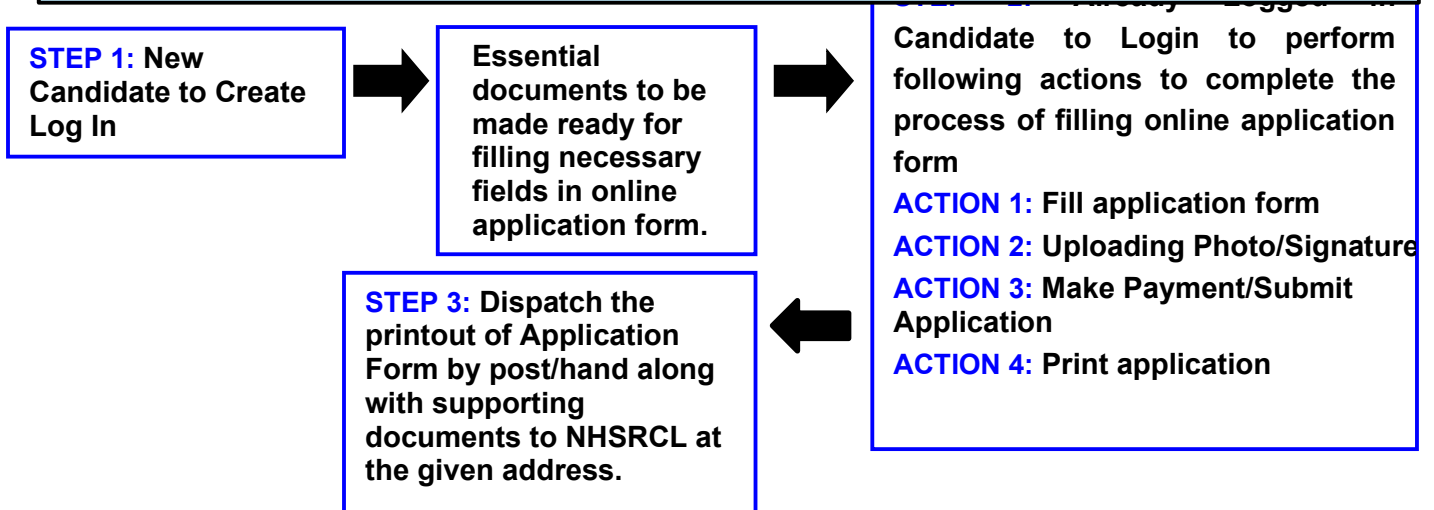 STEP 1: New
Candidate to Create
Log In
Essential
documents to be
made ready for
filling necessary
fields in online
application form.
STEP 2: Already Logged in
Candidate to Login to perform
following actions to complete the
process of filling online application
form
ACTION 1: Fill application form
ACTION 2: Uploading Photo/Signature
ACTION 3: Make Payment/Submit
Application
ACTION 4: Print application
STEP 3: Dispatch the
printout of Application
Form by post/hand along
with supporting
documents to NHSRCL at
the given address.